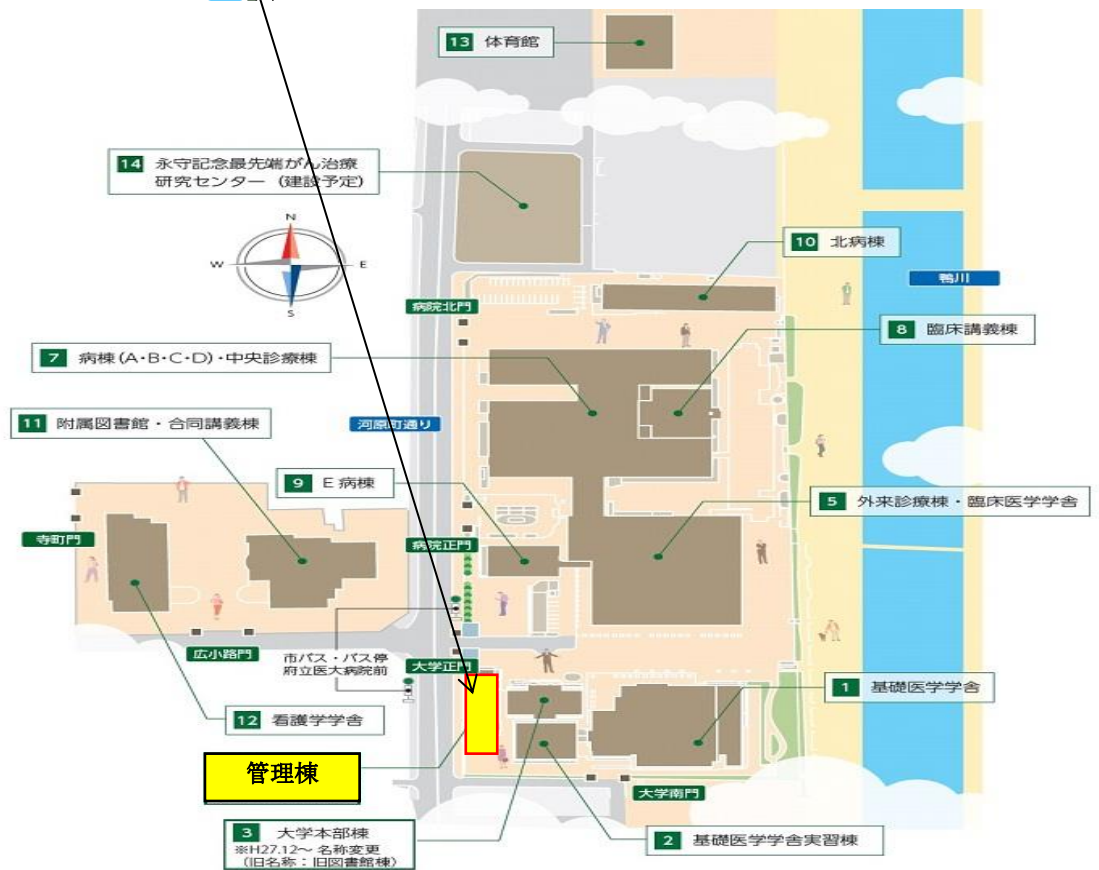 13 体育館
14 永守記念最先端がん治療
研究センター (建設予定)
N
W
E
S
10 北病棟
鴨川
病院北門
8 臨床講義棟
7 病棟(A・B・C・D)・中央診療棟
11 附属図書館・合同講義棟
河原町通り
9 E 病棟
5 外来診療棟・臨床医学学舎
寺町門
病院正門
広小路門
市バス・バス停
府立医大病院前
大学正門
1 基礎医学学舎
12 看護学学舎
管理棟
大学南門
3 大学本部棟
※H27.12〜 名称変更
(旧名称:旧図書館棟)
2 基礎医学学舎実習棟